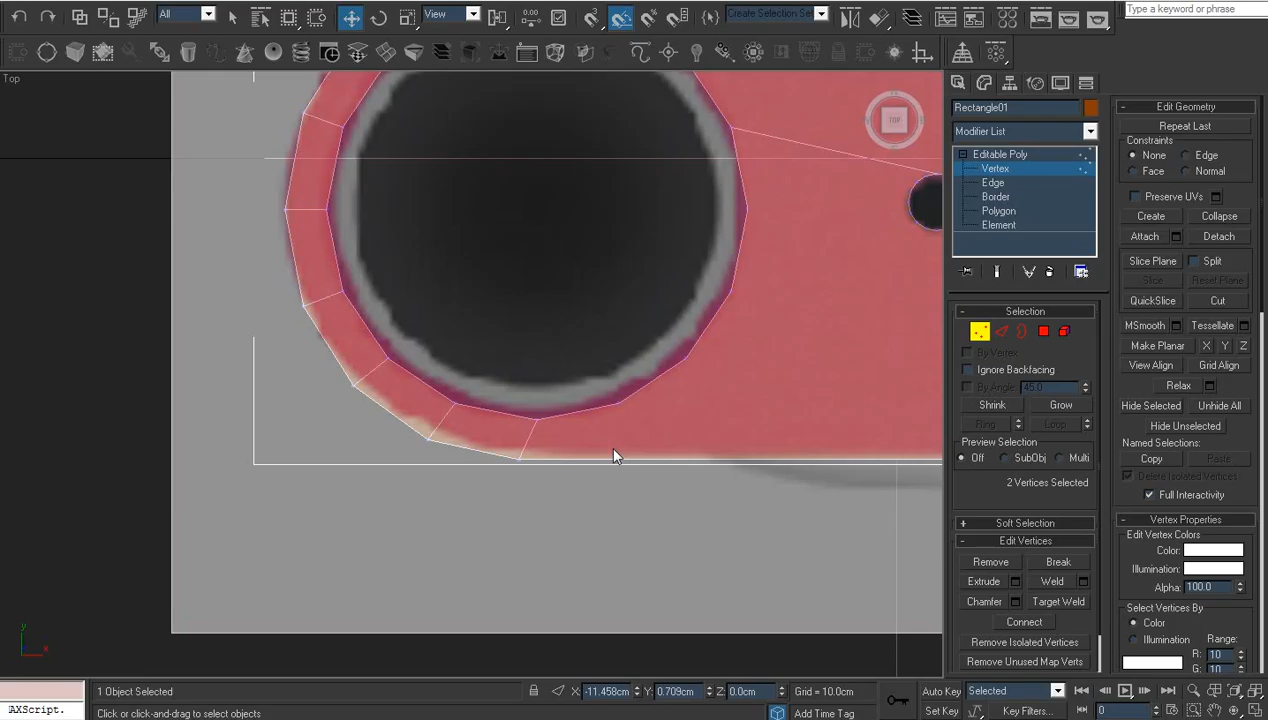 All
View
Create Selection Set
Type a keyword or phrase
Top
TOP
Rectangle01
Modifier List
Editable Poly
Vertex
Edge
Border
Polygon
Element
Selection
By Vertex
Ignore Backfacing
By Angle: 45.0
Shrink
Grow
Ring
Loop
Preview Selection
Off
SubObj
Multi
2 Vertices Selected
Soft Selection
Edit Vertices
Remove
Break
Extrude
Weld
Chamfer
Target Weld
Connect
Remove Isolated Vertices
Remove Unused Map Verts
Edit Geometry
Repeat Last
Constraints
None
Edge
Face
Normal
Preserve UVs
Create
Collapse
Attach
Detach
Slice Plane
Split
Slice
Reset Plane
QuickSlice
Cut
MSmooth
Tessellate
Make Planar
X
Y
Z
View Align
Grid Align
Relax
Hide Selected
Unhide All
Hide Unselected
Named Selections:
Copy
Paste
Delete Isolated Vertices
Full Interactivity
Vertex Properties
Edit Vertex Colors
Color:
Illumination:
Alpha: 100.0
Select Vertices By
Color
Illumination
Range:
R: 10
G: 10
y
x
1 Object Selected
X: -11.458cm
Y: 0.709cm
Z: 0.0cm
Grid = 10.0cm
Auto Key
Selected
AXScript.
Click or click-and-drag to select objects
Add Time Tag
Set Key
Key Filters...
0